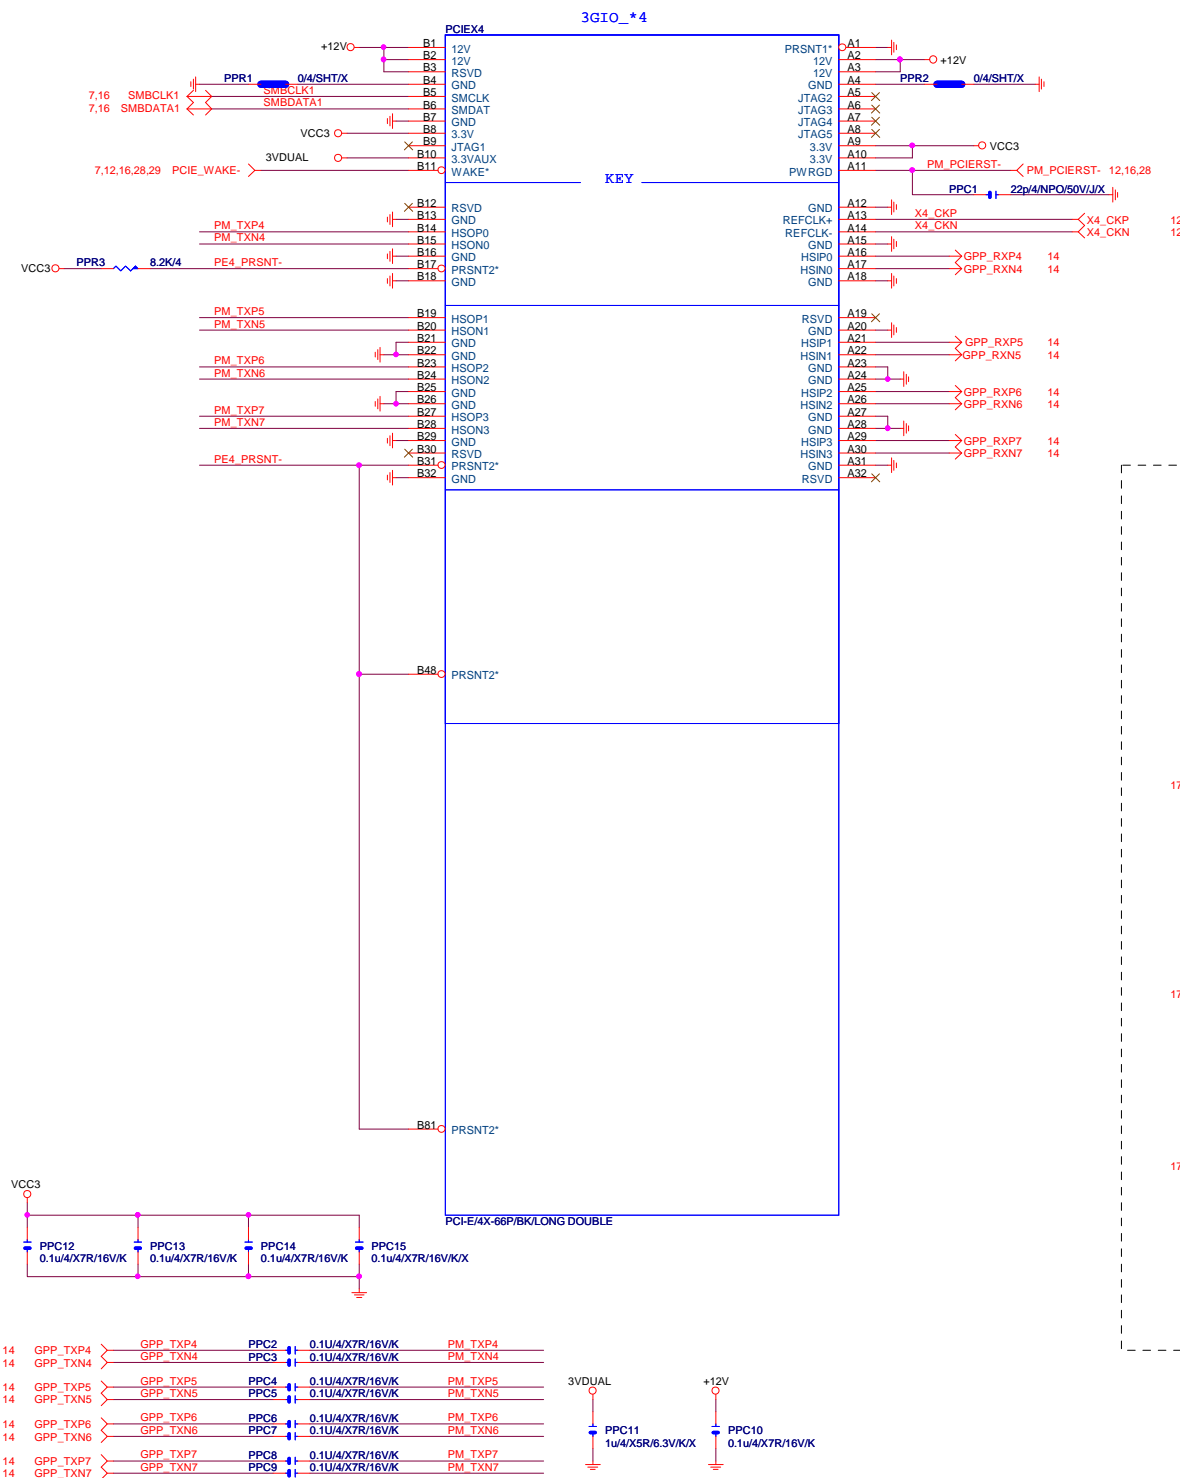 3GIO_*4
PCIEX4
+12V B1 12V PRSNT1* A1
B2 12V 12V A2 +12V
B3 RSVD 12V A3
PPR1 0/4/SHT/X B4 GND GND A4 PPR2 0/4/SHT/X
7,16 SMBCLK1 SMBCLK1 B5 SMCLK JTAG2 A5
7,16 SMBDATA1 SMBDATA1 B6 SMDAT JTAG3 A6
B7 GND JTAG4 A7
VCC3 B8 3.3V JTAG5 A8
B9 JTAG1 3.3V A9 VCC3
3VDUAL B10 3.3VAUX 3.3V A10
7,12,16,28,29 PCIE_WAKE- B11 WAKE* PWRGD A11 PM_PCIERST- PM_PCIERST- 12,16,28
KEY
PPC1 22p/4/NPO/50V/J/X
B12 RSVD GND A12
B13 GND REFCLK+ A13 X4_CKP X4_CKP 12
PM_TXP4 B14 HSOP0 REFCLK- A14 X4_CKN X4_CKN 12
PM_TXN4 B15 HSON0 GND A15
B16 GND HSIP0 A16 GPP_RXP4 14
VCC3 PPR3 8.2K/4 PE4_PRSNT- B17 PRSNT2* HSIN0 A17 GPP_RXN4 14
B18 GND GND A18
PM_TXP5 B19 HSOP1 RSVD A19
PM_TXN5 B20 HSON1 GND A20
B21 GND HSIP1 A21 GPP_RXP5 14
B22 GND HSIN1 A22 GPP_RXN5 14
PM_TXP6 B23 HSOP2 GND A23
PM_TXN6 B24 HSON2 GND A24
B25 GND HSIP2 A25 GPP_RXP6 14
B26 GND HSIN2 A26 GPP_RXN6 14
PM_TXP7 B27 HSOP3 GND A27
PM_TXN7 B28 HSON3 GND A28
B29 GND HSIP3 A29 GPP_RXP7 14
B30 RSVD HSIN3 A30 GPP_RXN7 14
PE4_PRSNT- B31 PRSNT2* GND A31
B32 GND RSVD A32
B48 PRSNT2*
17
17
B81 PRSNT2*
17
VCC3
PCI-E/4X-66P/BK/LONG DOUBLE
PPC12 PPC13 PPC14 PPC15
0.1u/4/X7R/16V/K 0.1u/4/X7R/16V/K 0.1u/4/X7R/16V/K 0.1u/4/X7R/16V/K/X
14 GPP_TXP4 GPP_TXP4 PPC2 0.1U/4/X7R/16V/K PM_TXP4
14 GPP_TXN4 GPP_TXN4 PPC3 0.1U/4/X7R/16V/K PM_TXN4
14 GPP_TXP5 GPP_TXP5 PPC4 0.1U/4/X7R/16V/K PM_TXP5
14 GPP_TXN5 GPP_TXN5 PPC5 0.1U/4/X7R/16V/K PM_TXN5
14 GPP_TXP6 GPP_TXP6 PPC6 0.1U/4/X7R/16V/K PM_TXP6
14 GPP_TXN6 GPP_TXN6 PPC7 0.1U/4/X7R/16V/K PM_TXN6
14 GPP_TXP7 GPP_TXP7 PPC8 0.1U/4/X7R/16V/K PM_TXP7
14 GPP_TXN7 GPP_TXN7 PPC9 0.1U/4/X7R/16V/K PM_TXN7
3VDUAL +12V
PPC11 PPC10
1u/4/X5R/6.3V/K/X 0.1u/4/X7R/16V/K